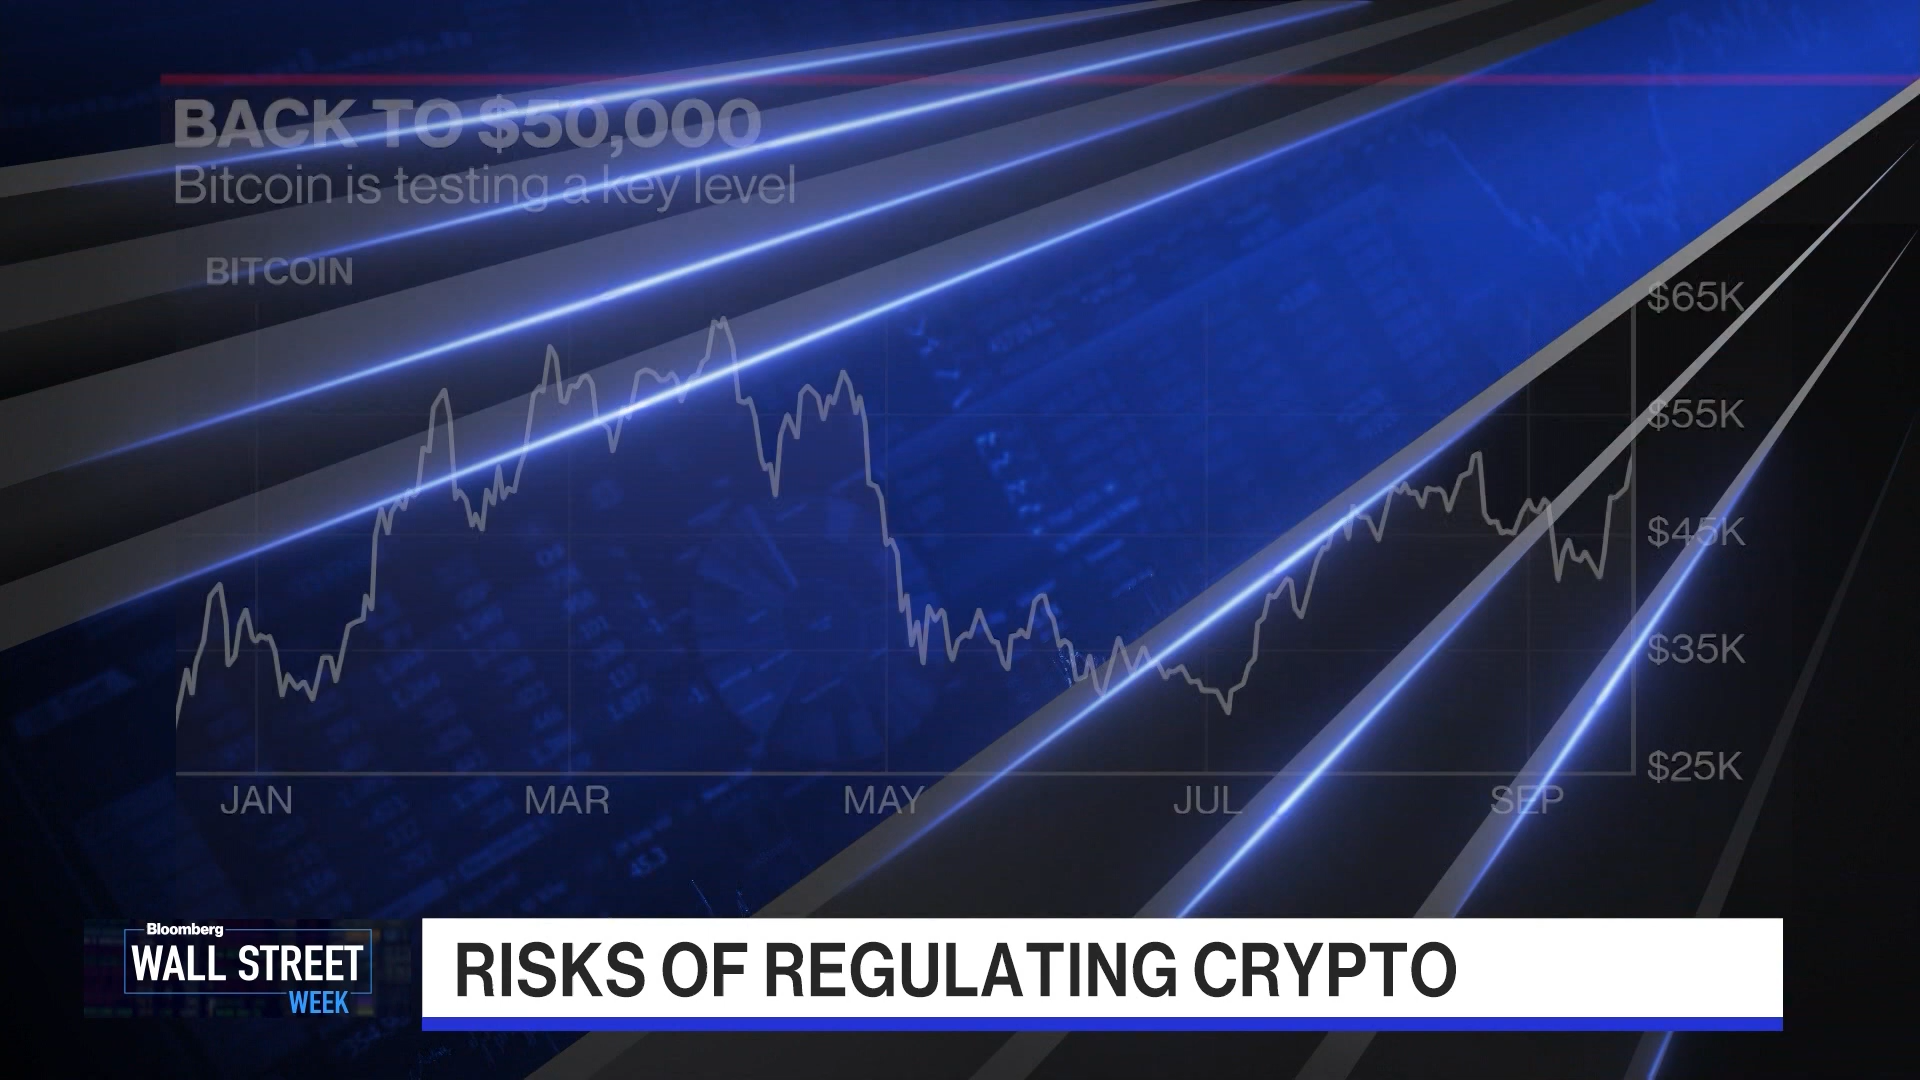 BACK TO $50,000
Bitcoin is testing a key level
BITCOIN
$65K
$55K
$45K
$35K
$25K
JAN MAR MAY JUL SEP
Bloomberg
WALL STREET
WEEK
RISKS OF REGULATING CRYPTO